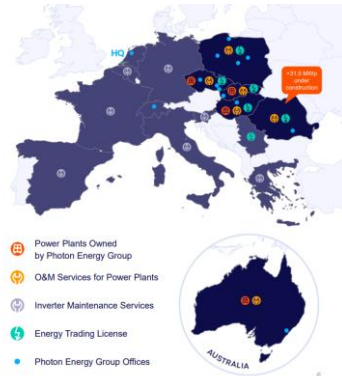 HQ
+31.5 MWp
under
construction
Power Plants Owned
by Photon Energy Group
O&M Services for Power Plants
Inverter Maintenance Services
Energy Trading License
Photon Energy Group Offices
AUSTRALIA